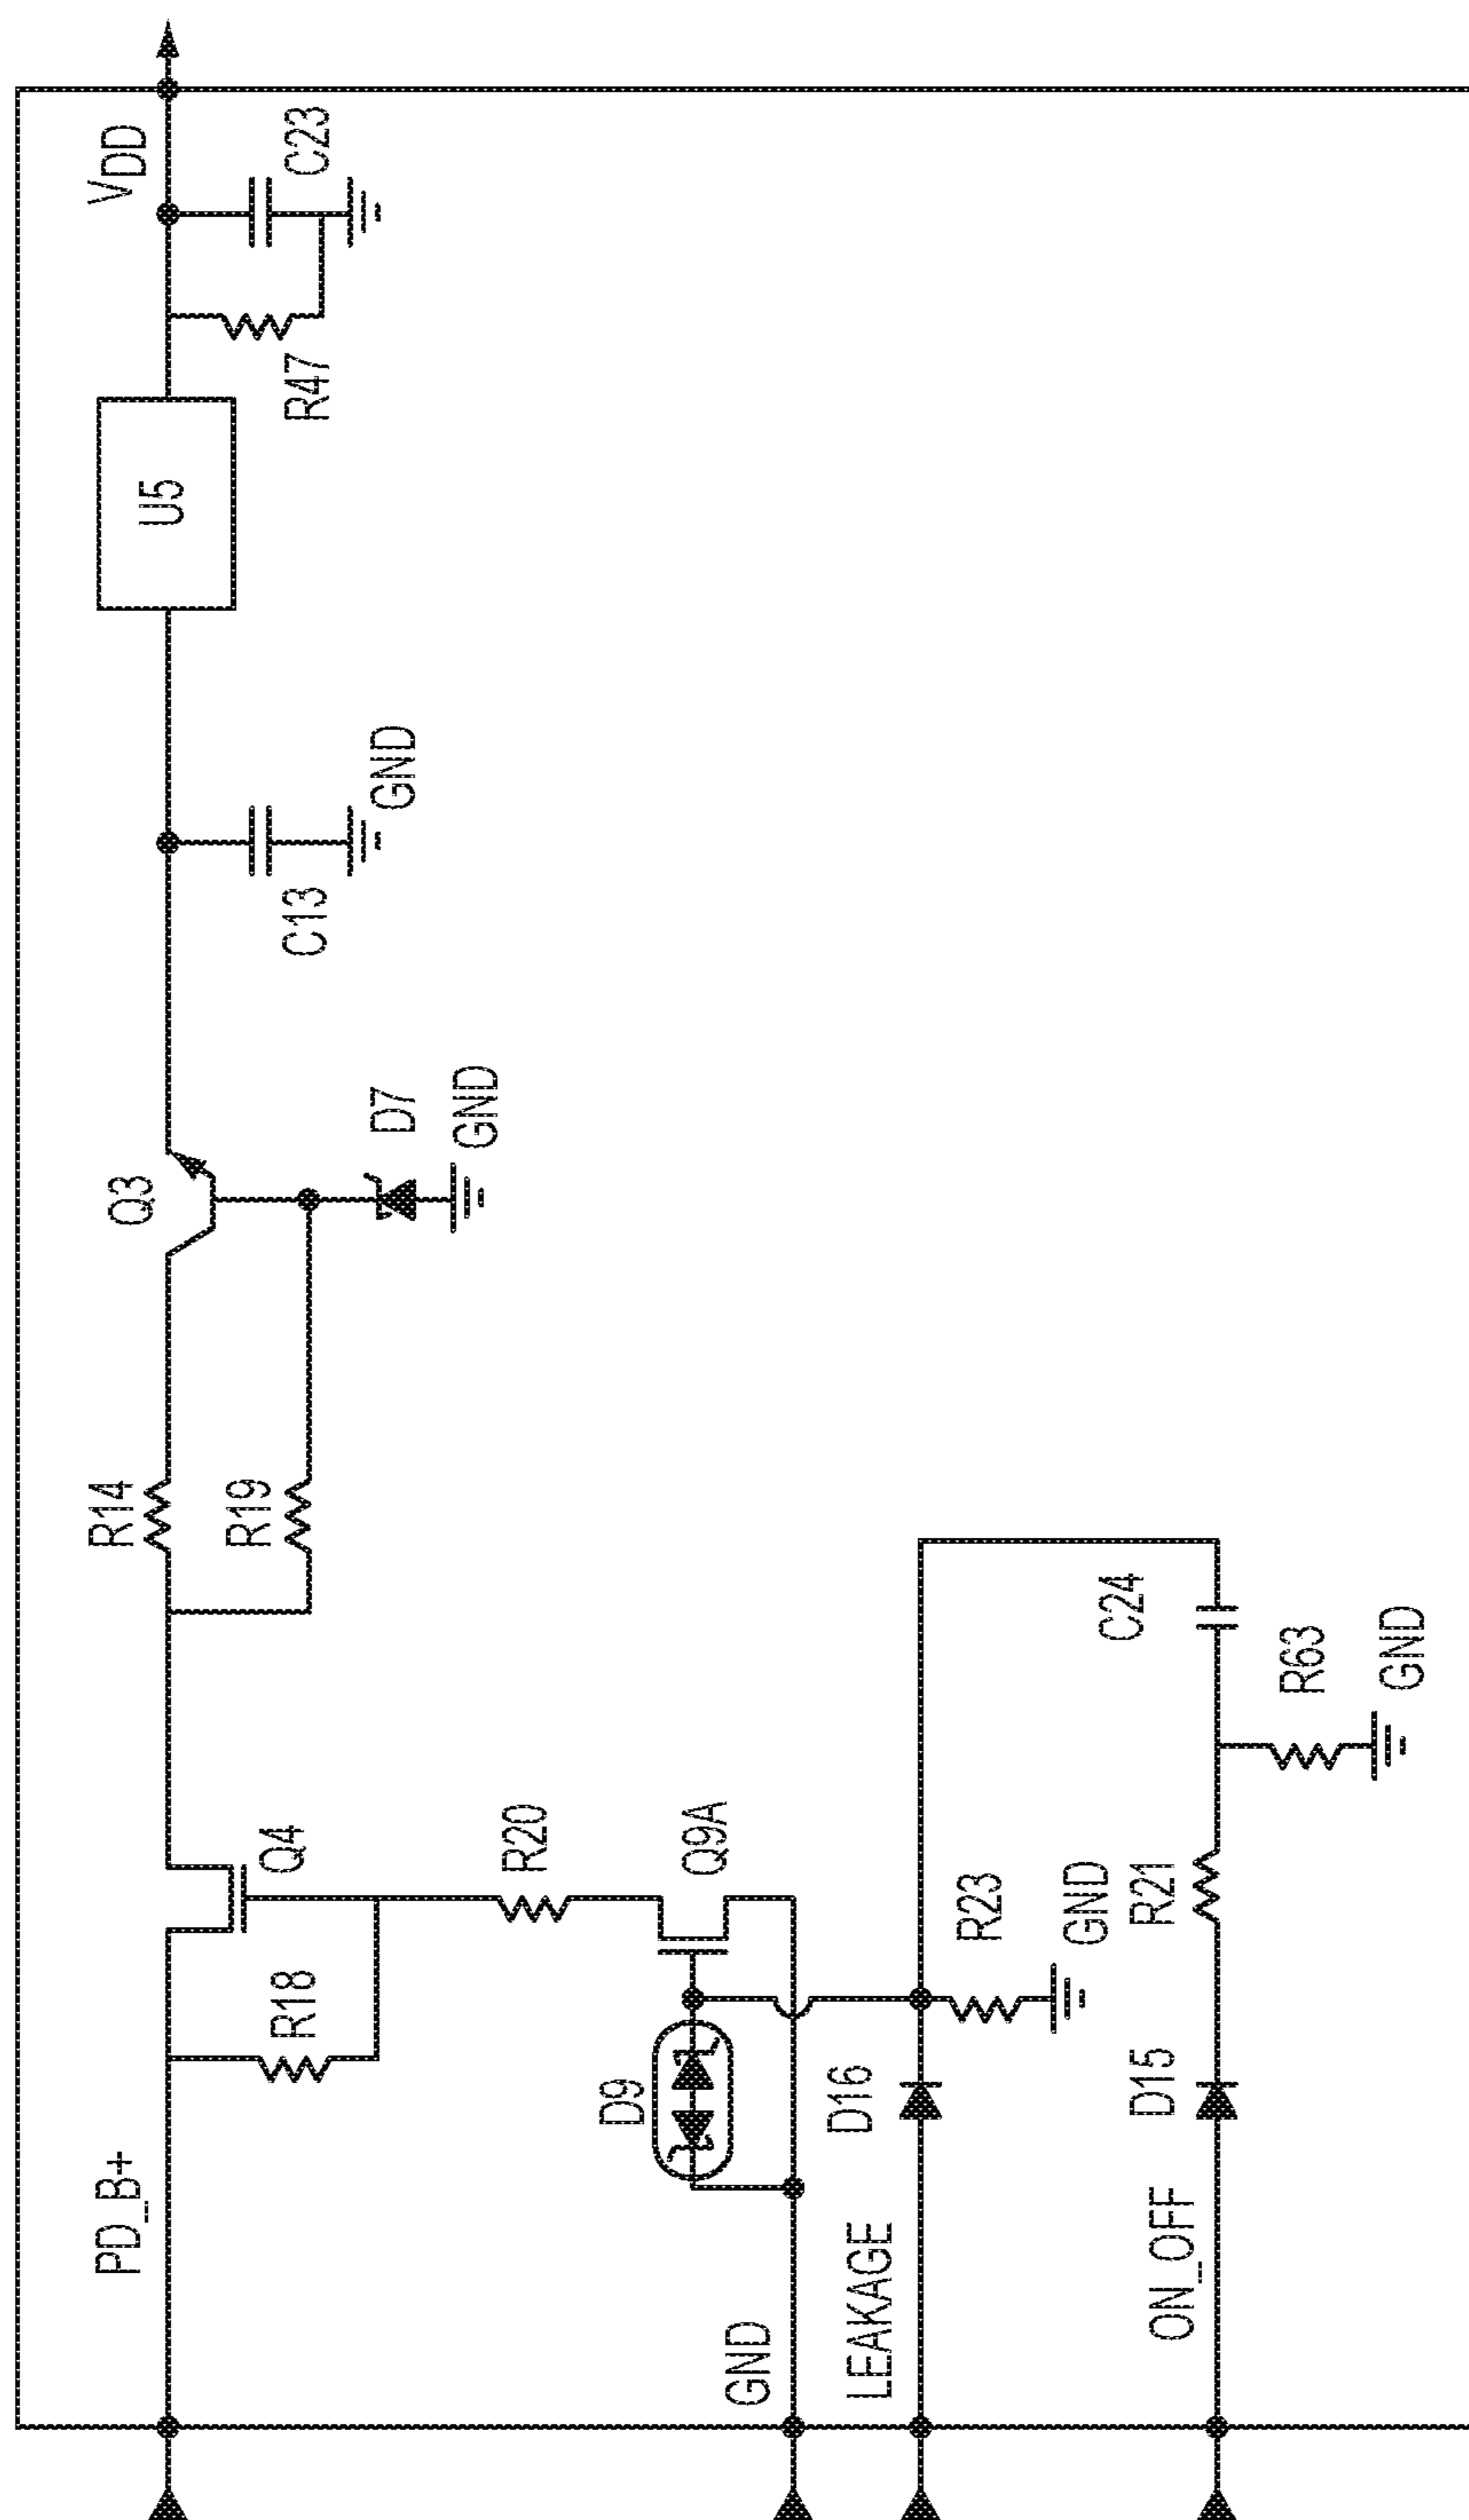 PD_B+
R18
Q4
R14
R19
Q3
D7
GND
C13
GND
U5
R47
V_DD
C23
R20
D9
Q9A
GND
LEAKAGE
D16
R23
GND
ON_OFF
D15
R21
C24
R63
GND